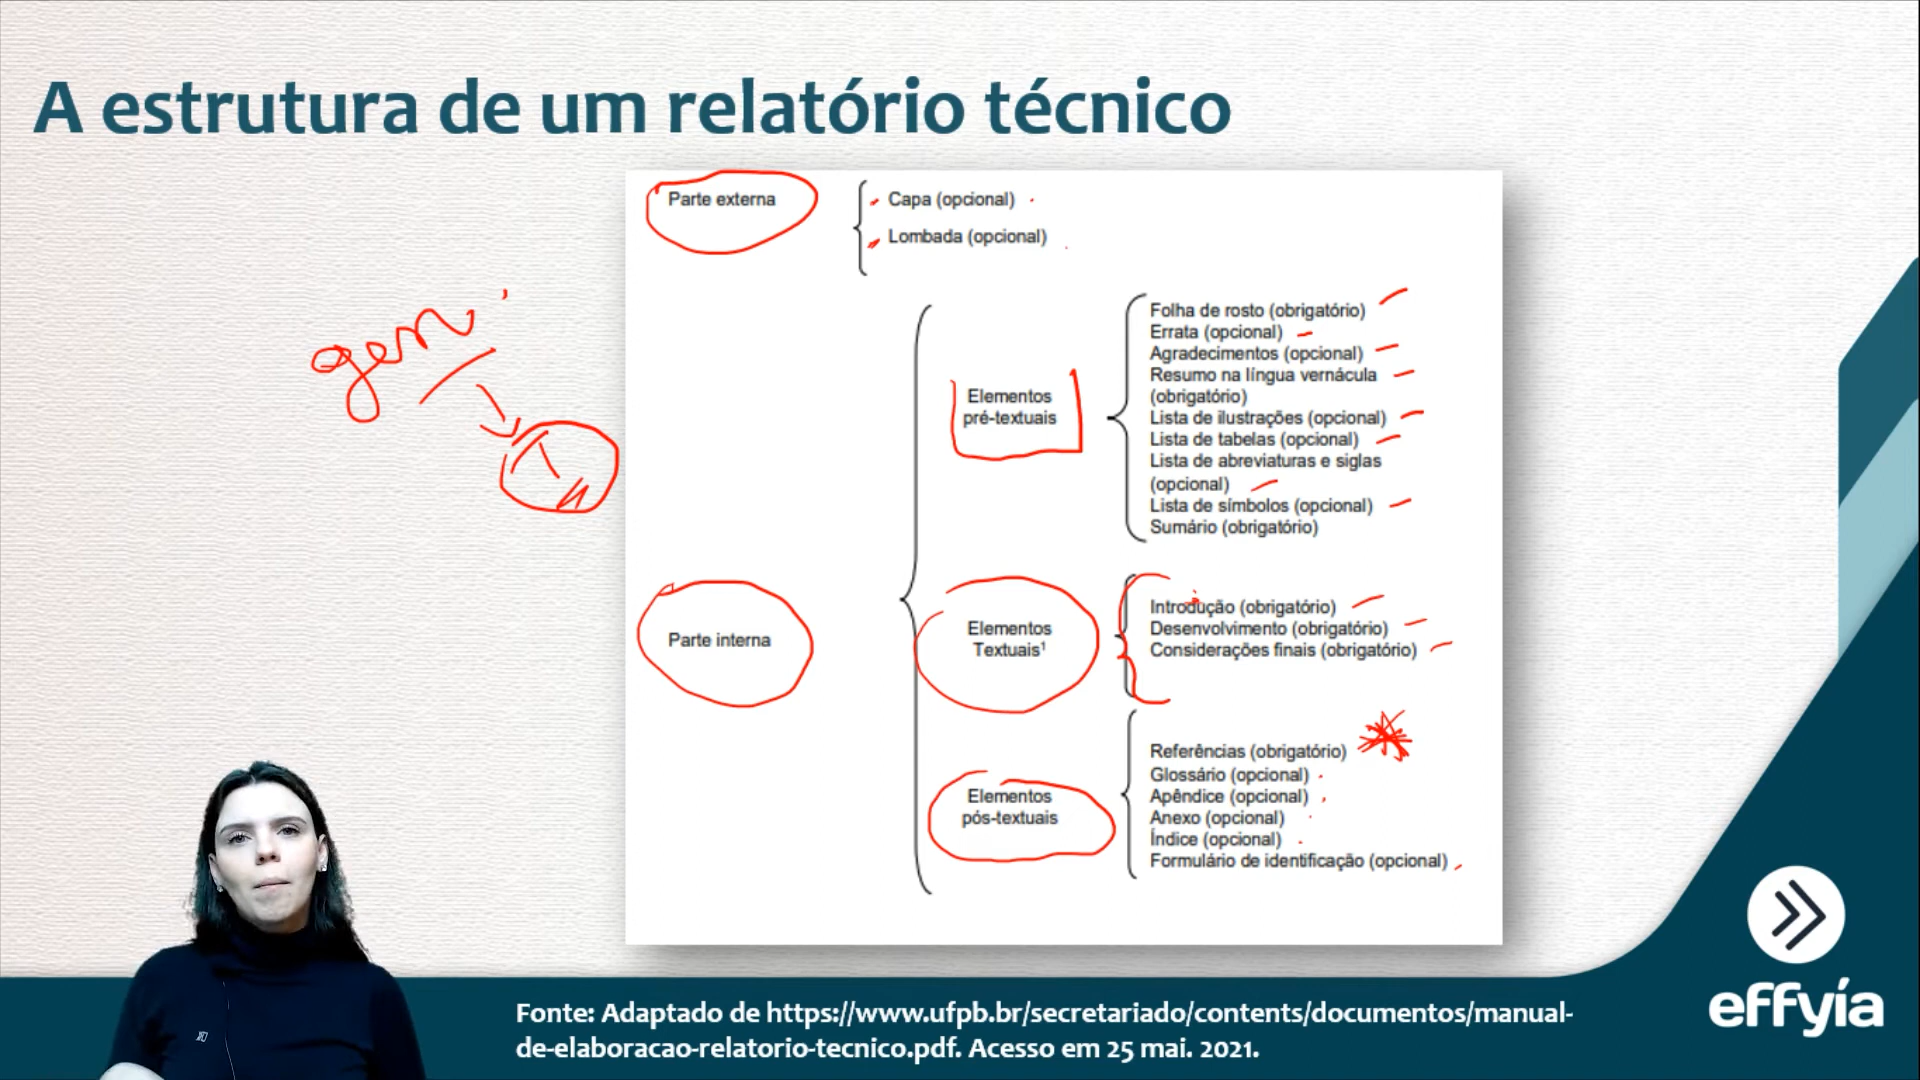 A estrutura de um relatório técnico
Parte externa
Capa (opcional)
Lombada (opcional)
Parte interna
Elementos
pré-textuais
Folha de rosto (obrigatório)
Errata (opcional)
Agradecimentos (opcional)
Resumo na língua vernácula
(obrigatório)
Lista de ilustrações (opcional)
Lista de tabelas (opcional)
Lista de abreviaturas e siglas
(opcional)
Lista de símbolos (opcional)
Sumário (obrigatório)
Elementos
Textuais¹
Introdução (obrigatório)
Desenvolvimento (obrigatório)
Considerações finais (obrigatório)
Elementos
pós-textuais
Referências (obrigatório)
Glossário (opcional)
Apêndice (opcional)
Anexo (opcional)
Índice (opcional)
Formulário de identificação (opcional)
effyía
Fonte: Adaptado de https://www.ufpb.br/secretariado/contents/documentos/manual-
de-elaboracao-relatorio-tecnico.pdf. Acesso em 25 mai. 2021.